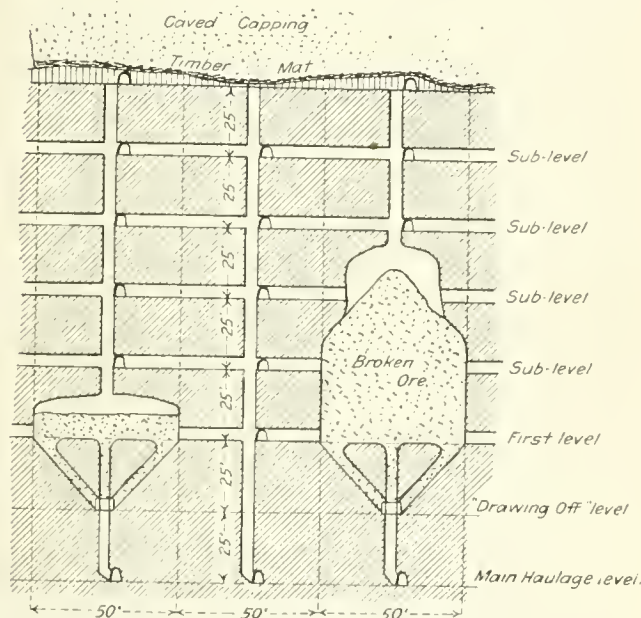 Caved Capping
Timber Mat
25
Sub-level
25
Sub-level
25
Sub-level
25
Broken Ore.
Sub-level
25'
First level
25'
"Drawing Off" level
25'
Main Haulage level.
50' 50' 50'